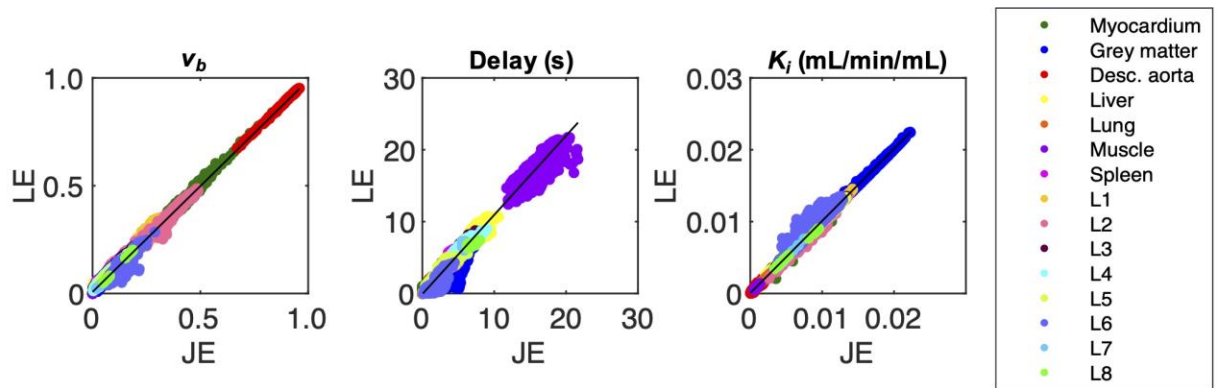 v_b
1.0
0.5
0
LE
0
0.5
1.0
JE
Delay (s)
30
20
10
0
LE
0
10
20
30
JE
K_i (mL/min/mL)
0.03
0.02
0.01
0
LE
0
0.01
0.02
JE
Myocardium
Grey matter
Desc. aorta
Liver
Lung
Muscle
Spleen
L1
L2
L3
L4
L5
L6
L7
L8